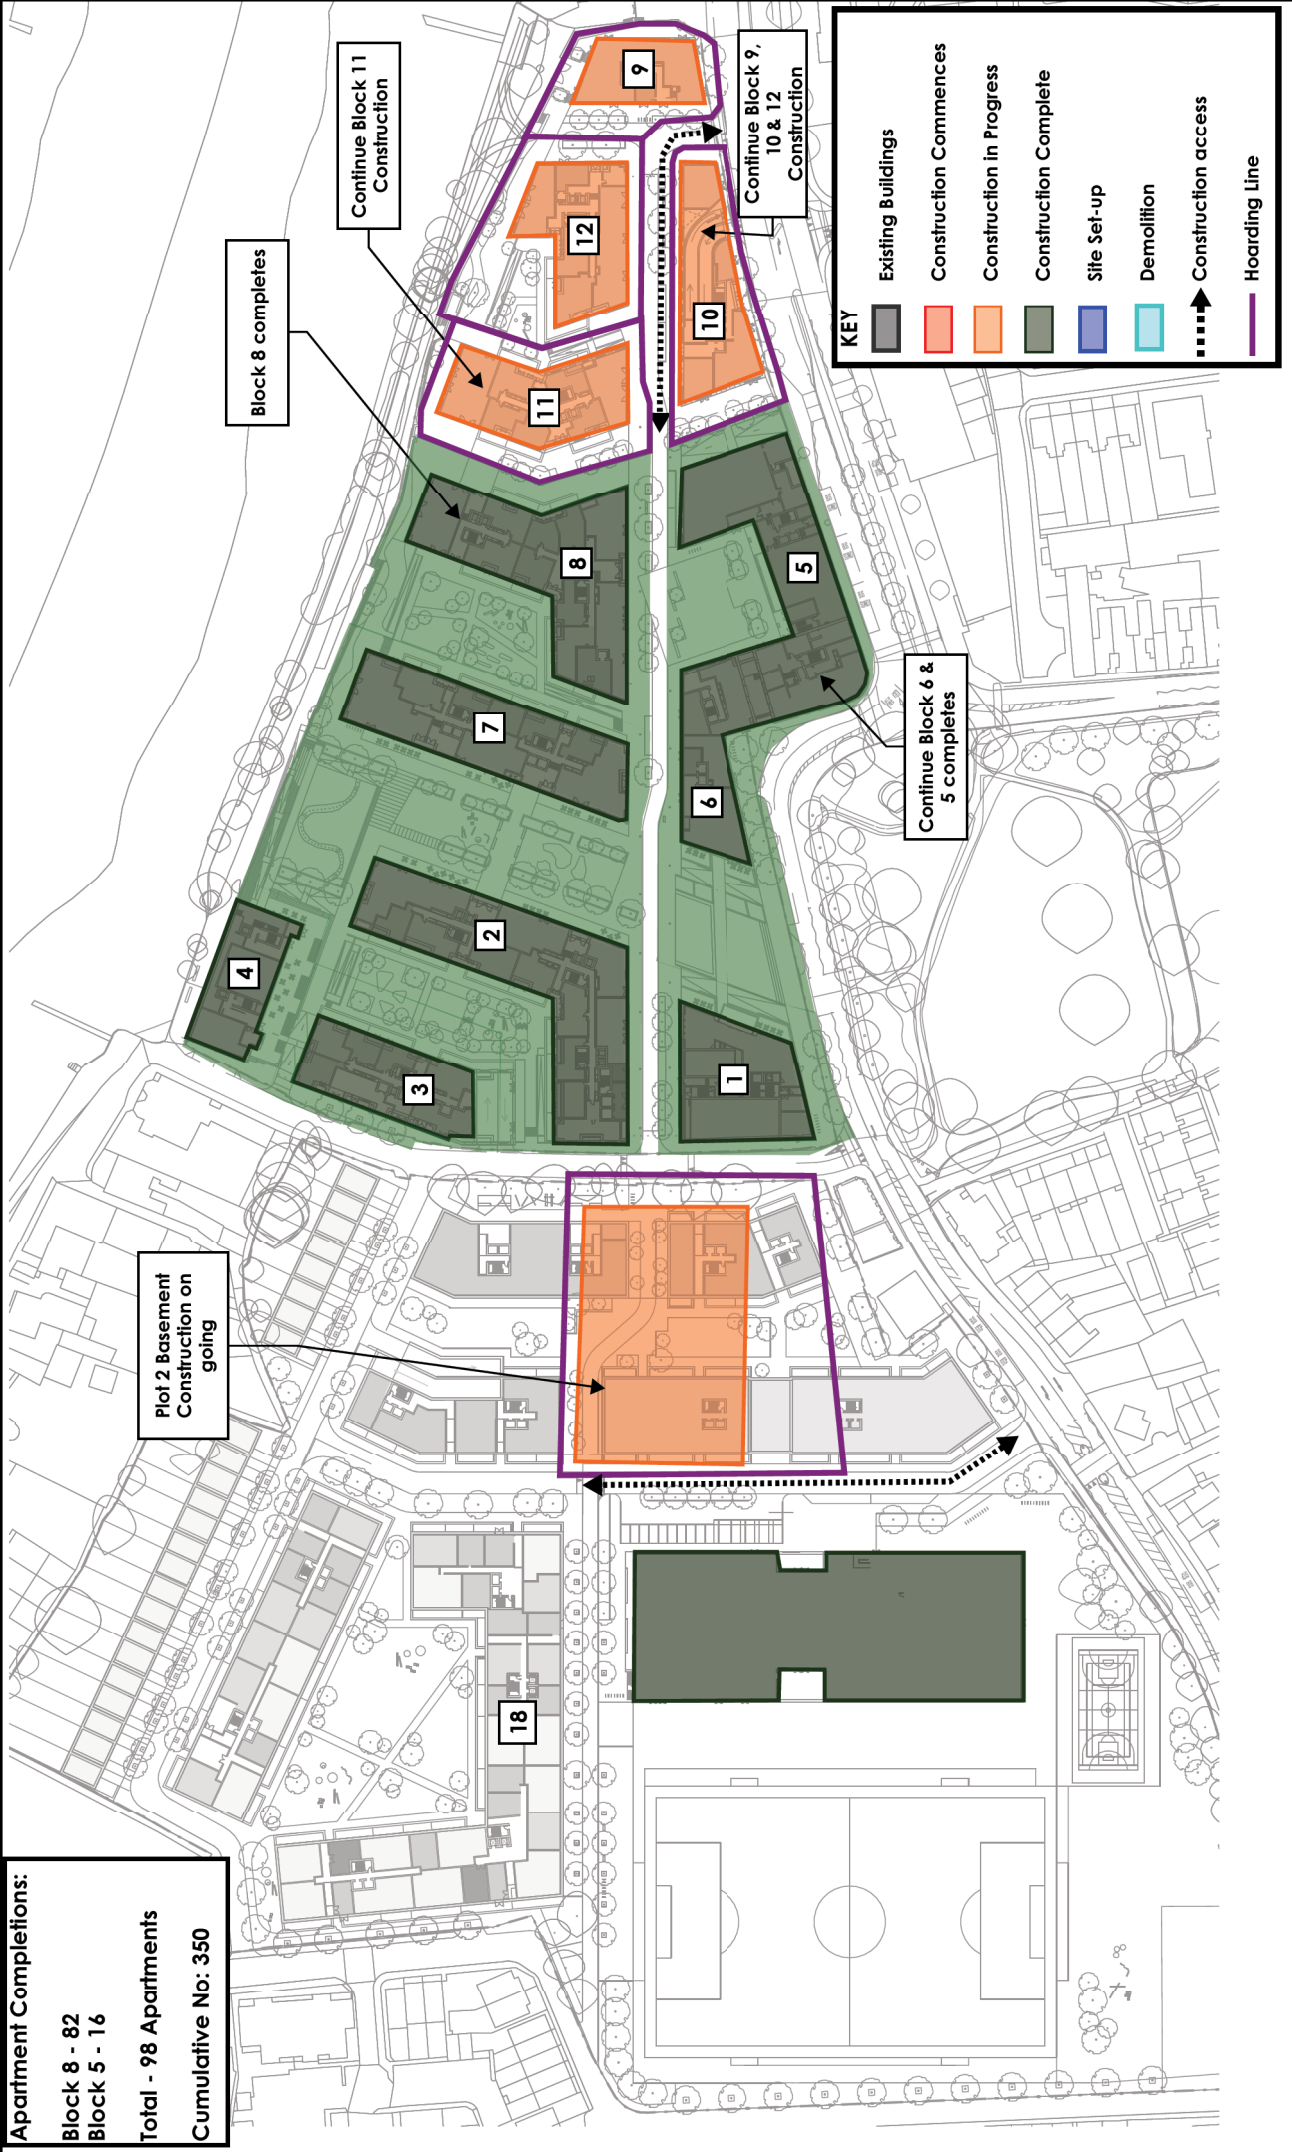 Apartment Completions:
Block 8 - 82
Block 5 - 16
Total - 98 Apartments
Cumulative No: 350
Plot 2 Basement
Construction on
going
Block 8 completes
Continue Block 11
Construction
Continue Block 9,
10 & 12
Construction
Continue Block 6 &
5 completes
18
3
4
2
1
7
6
8
5
11
12
10
9
KEY
Existing Buildings
Construction Commences
Construction in Progress
Construction Complete
Site Set-up
Demolition
Construction access
Hoarding Line